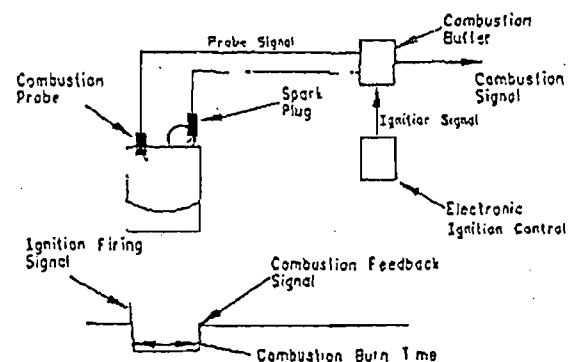 Combustion
Buffer
Probe Signal
Combustion
Signal
Combustion
Probe
Spark
Plug
Ignition Signal
Electronic
Ignition Control
Ignition Firing
Signal
Combustion Feedback
Signal
Combustion Burn Time